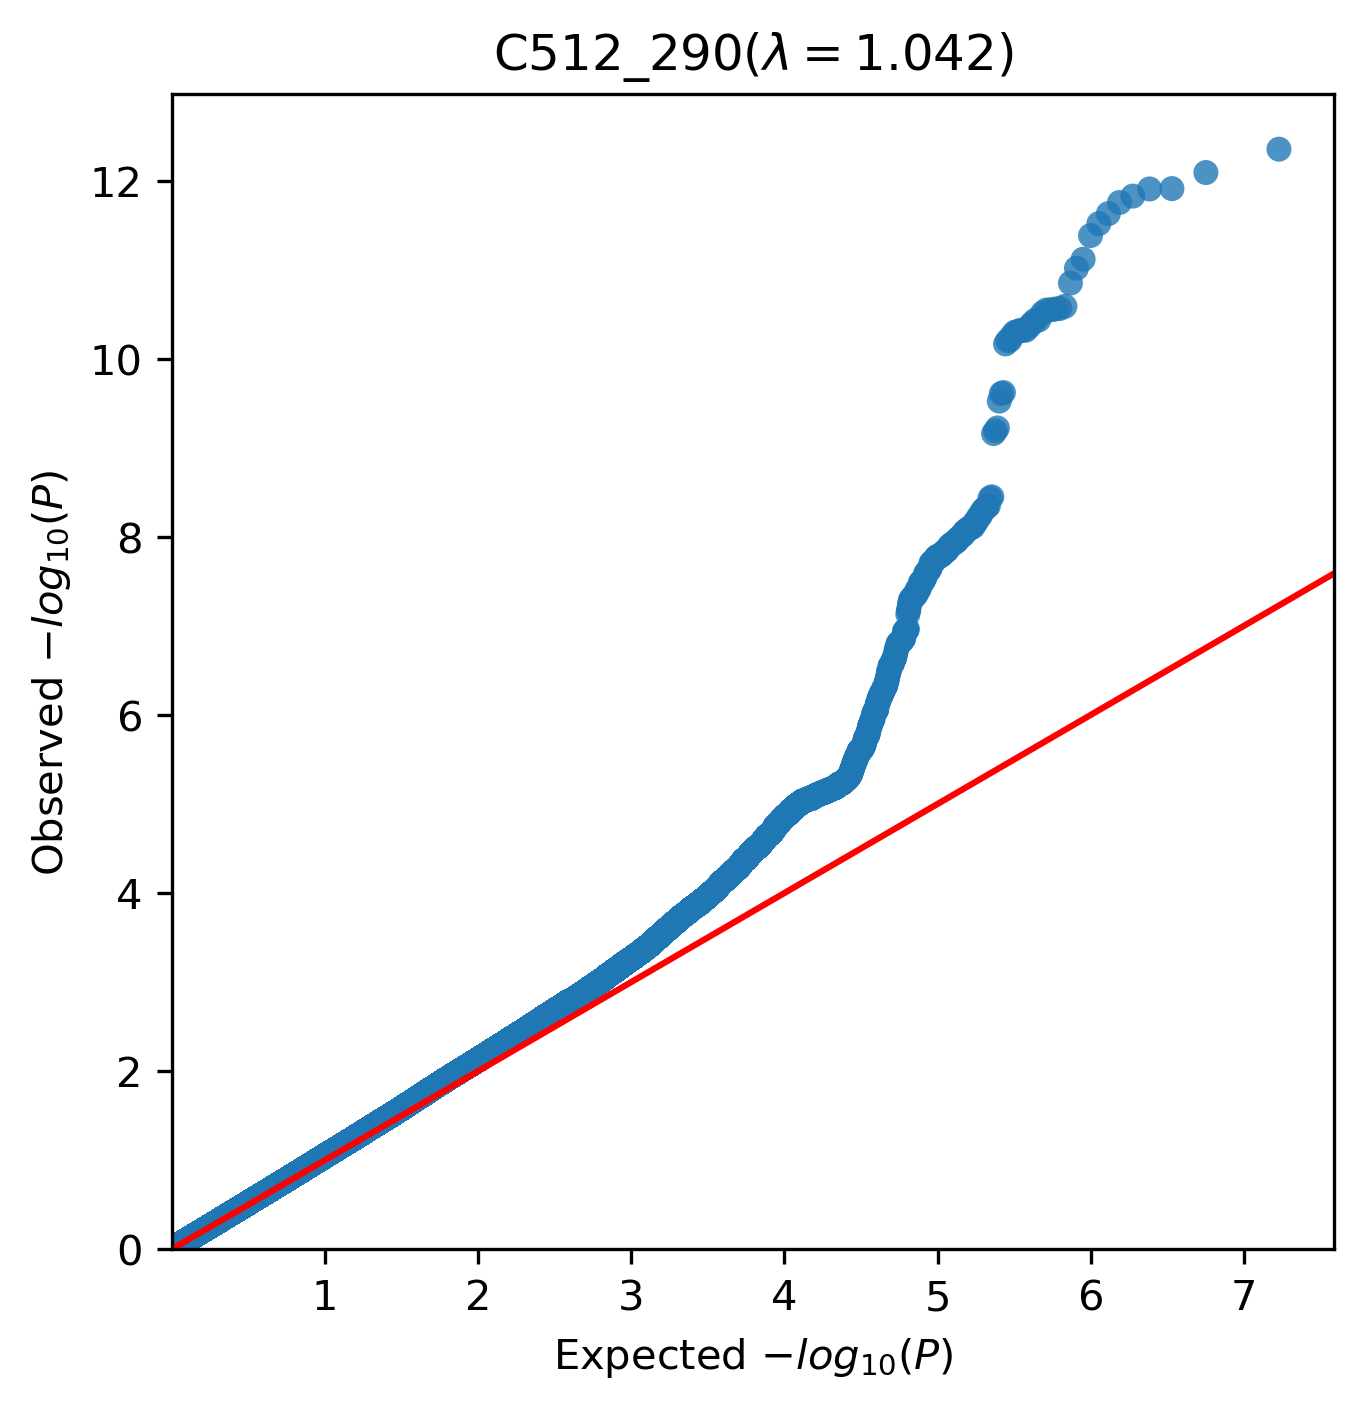 C512_290(λ = 1.042)
Observed −log₁₀(P)
12
10
8
6
4
2
0
1 2 3 4 5 6 7
Expected −log₁₀(P)